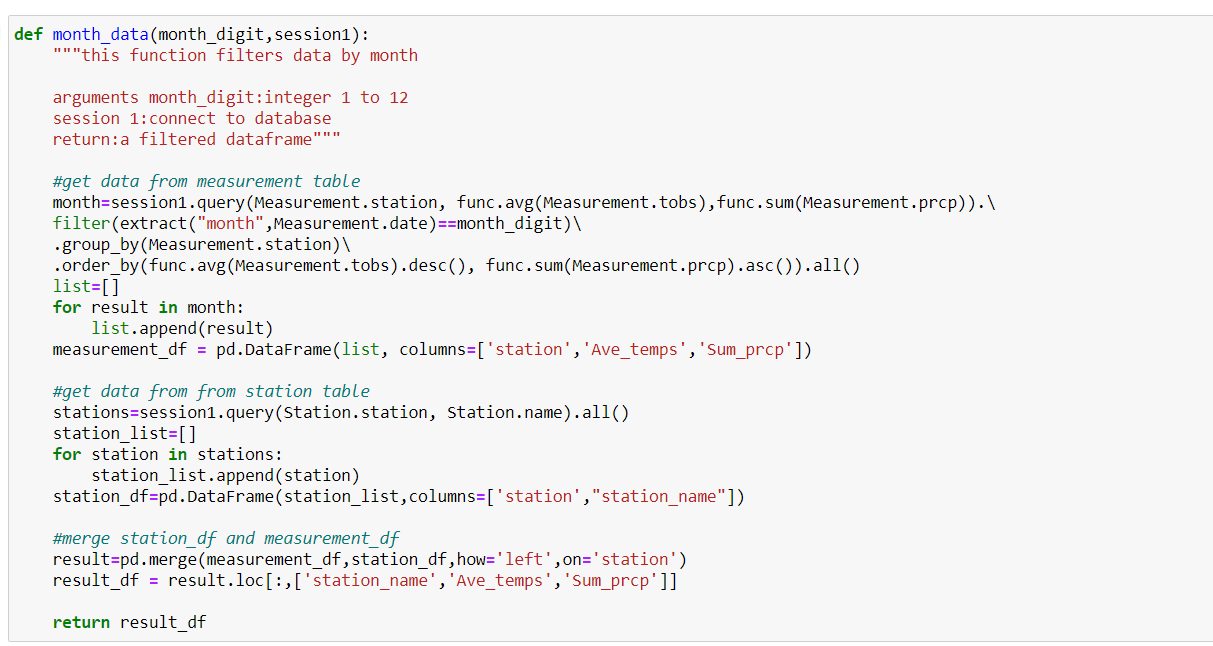 def month_data(month_digit,session1):
    """this function filters data by month

    arguments month_digit:integer 1 to 12
    session 1:connect to database
    return:a filtered dataframe"""

    #get data from measurement table
    month=session1.query(Measurement.station, func.avg(Measurement.tobs),func.sum(Measurement.prcp)).\
    filter(extract("month",Measurement.date)==month_digit)\
    .group_by(Measurement.station)\
    .order_by(func.avg(Measurement.tobs).desc(), func.sum(Measurement.prcp).asc()).all()
    list=[]
    for result in month:
        list.append(result)
    measurement_df = pd.DataFrame(list, columns=['station','Ave_temps','Sum_prcp'])

    #get data from from station table
    stations=session1.query(Station.station, Station.name).all()
    station_list=[]
    for station in stations:
        station_list.append(station)
    station_df=pd.DataFrame(station_list,columns=['station',"station_name"])

    #merge station_df and measurement_df
    result=pd.merge(measurement_df,station_df,how='left',on='station')
    result_df = result.loc[:,['station_name','Ave_temps','Sum_prcp']]

    return result_df